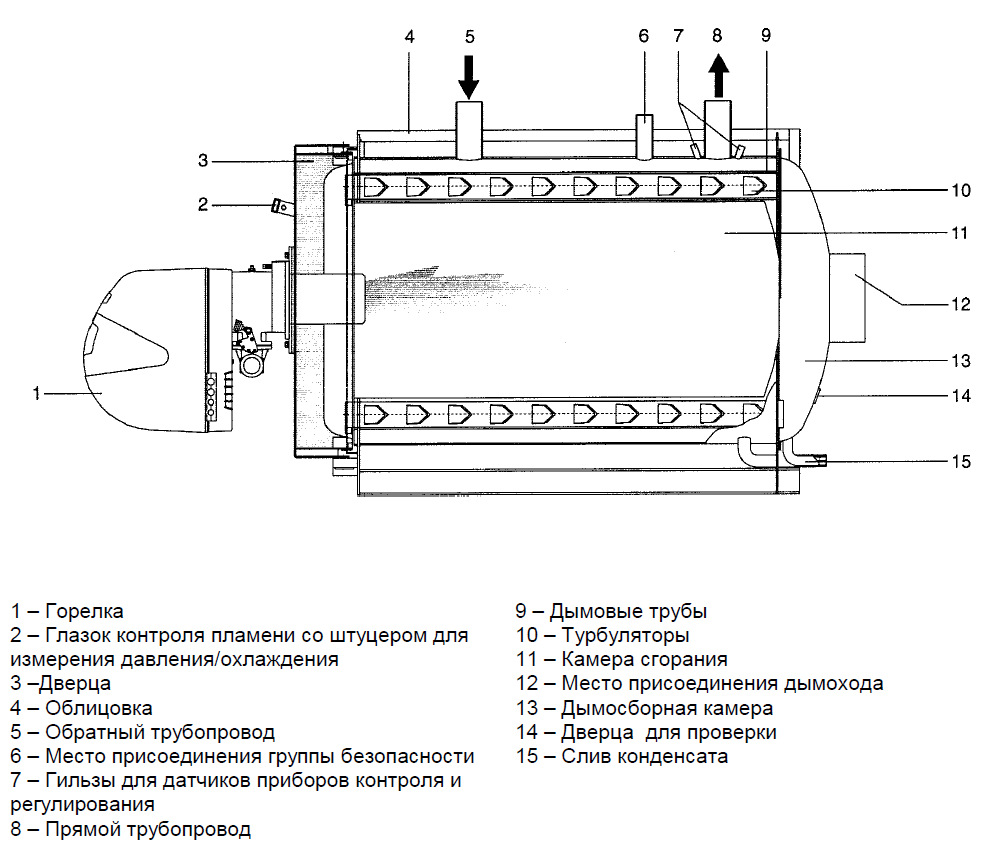 4 5 6 7 8 9
3
2
10
11
12
13
1
14
15
1 – Горелка
2 – Глазок контроля пламени со штуцером для
измерения давления/охлаждения
3 –Дверца
4 – Облицовка
5 – Обратный трубопровод
6 – Место присоединения группы безопасности
7 – Гильзы для датчиков приборов контроля и
регулирования
8 – Прямой трубопровод
9 – Дымовые трубы
10 – Турбуляторы
11 – Камера сгорания
12 – Место присоединения дымохода
13 – Дымосборная камера
14 – Дверца  для проверки
15 – Слив конденсата